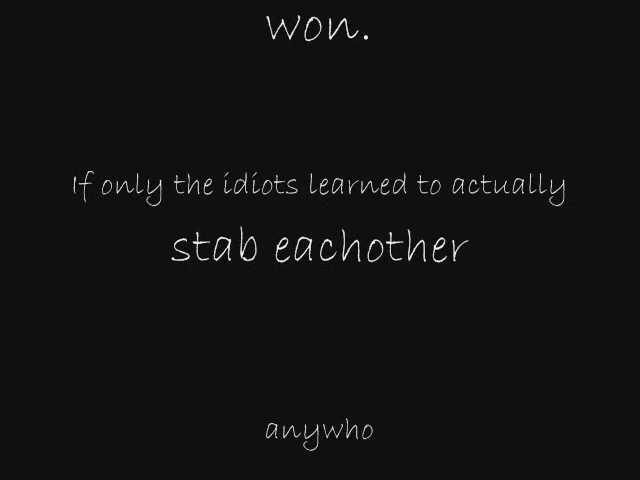 won.
If only the idiots learned to actually
stab eachother
anywho